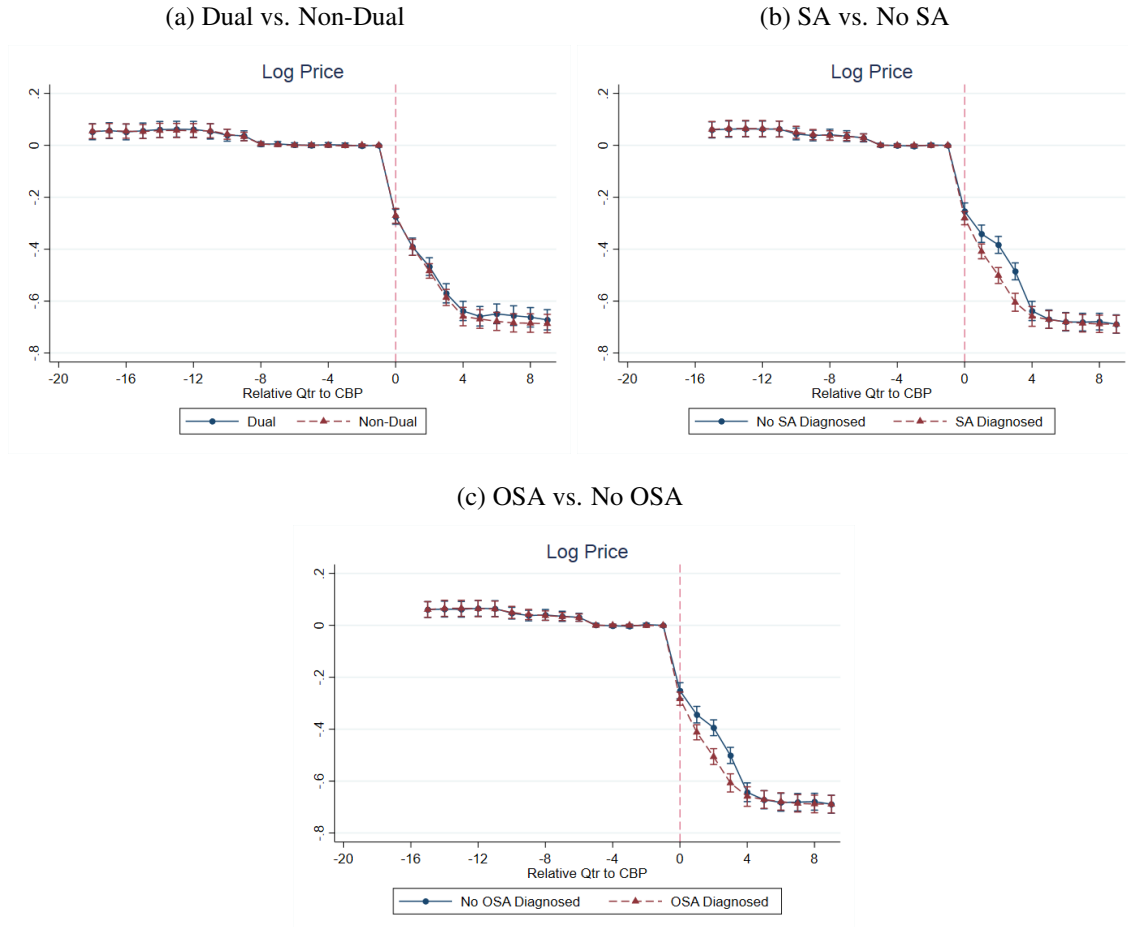 (a) Dual vs. Non-Dual
Log Price
.2
0
-.2
-.4
-.6
-.8
-20 -16 -12 -8 -4 0 4 8
Relative Qtr to CBP
Dual Non-Dual
(b) SA vs. No SA
Log Price
.2
0
-.2
-.4
-.6
-.8
-20 -16 -12 -8 -4 0 4 8
Relative Qtr to CBP
No SA Diagnosed SA Diagnosed
(c) OSA vs. No OSA
Log Price
.2
0
-.2
-.4
-.6
-.8
-20 -16 -12 -8 -4 0 4 8
Relative Qtr to CBP
No OSA Diagnosed OSA Diagnosed